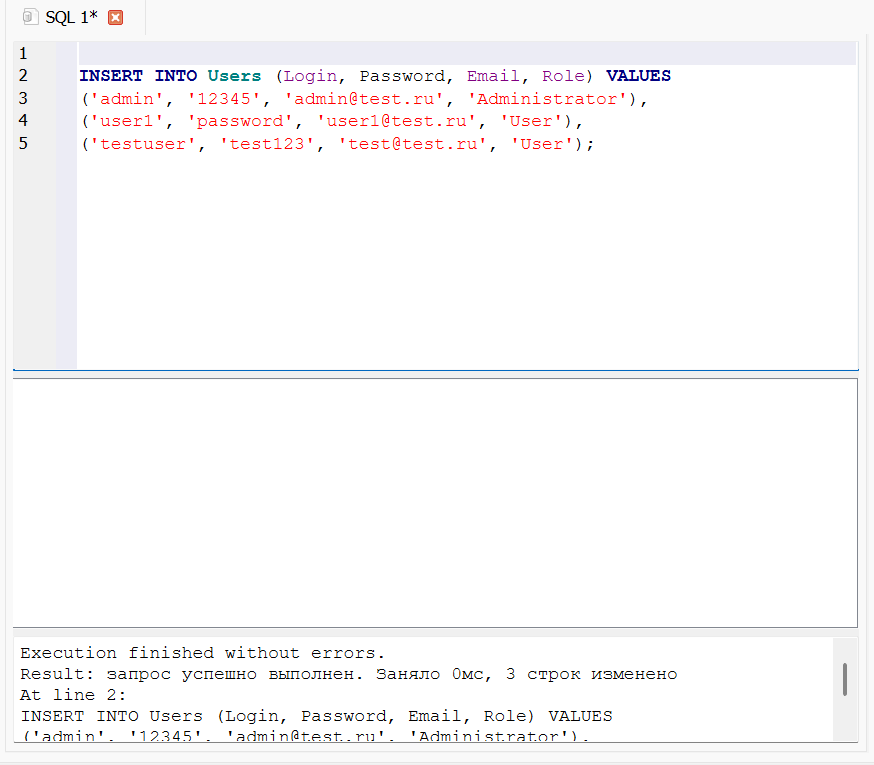 SQL 1*
1
2 INSERT INTO Users (Login, Password, Email, Role) VALUES
3 ('admin', '12345', 'admin@test.ru', 'Administrator'),
4 ('user1', 'password', 'user1@test.ru', 'User'),
5 ('testuser', 'test123', 'test@test.ru', 'User');
Execution finished without errors.
Result: запрос успешно выполнен. Заняло 0мс, 3 строк изменено
At line 2:
INSERT INTO Users (Login, Password, Email, Role) VALUES
('admin', '12345', 'admin@test.ru', 'Administrator'),